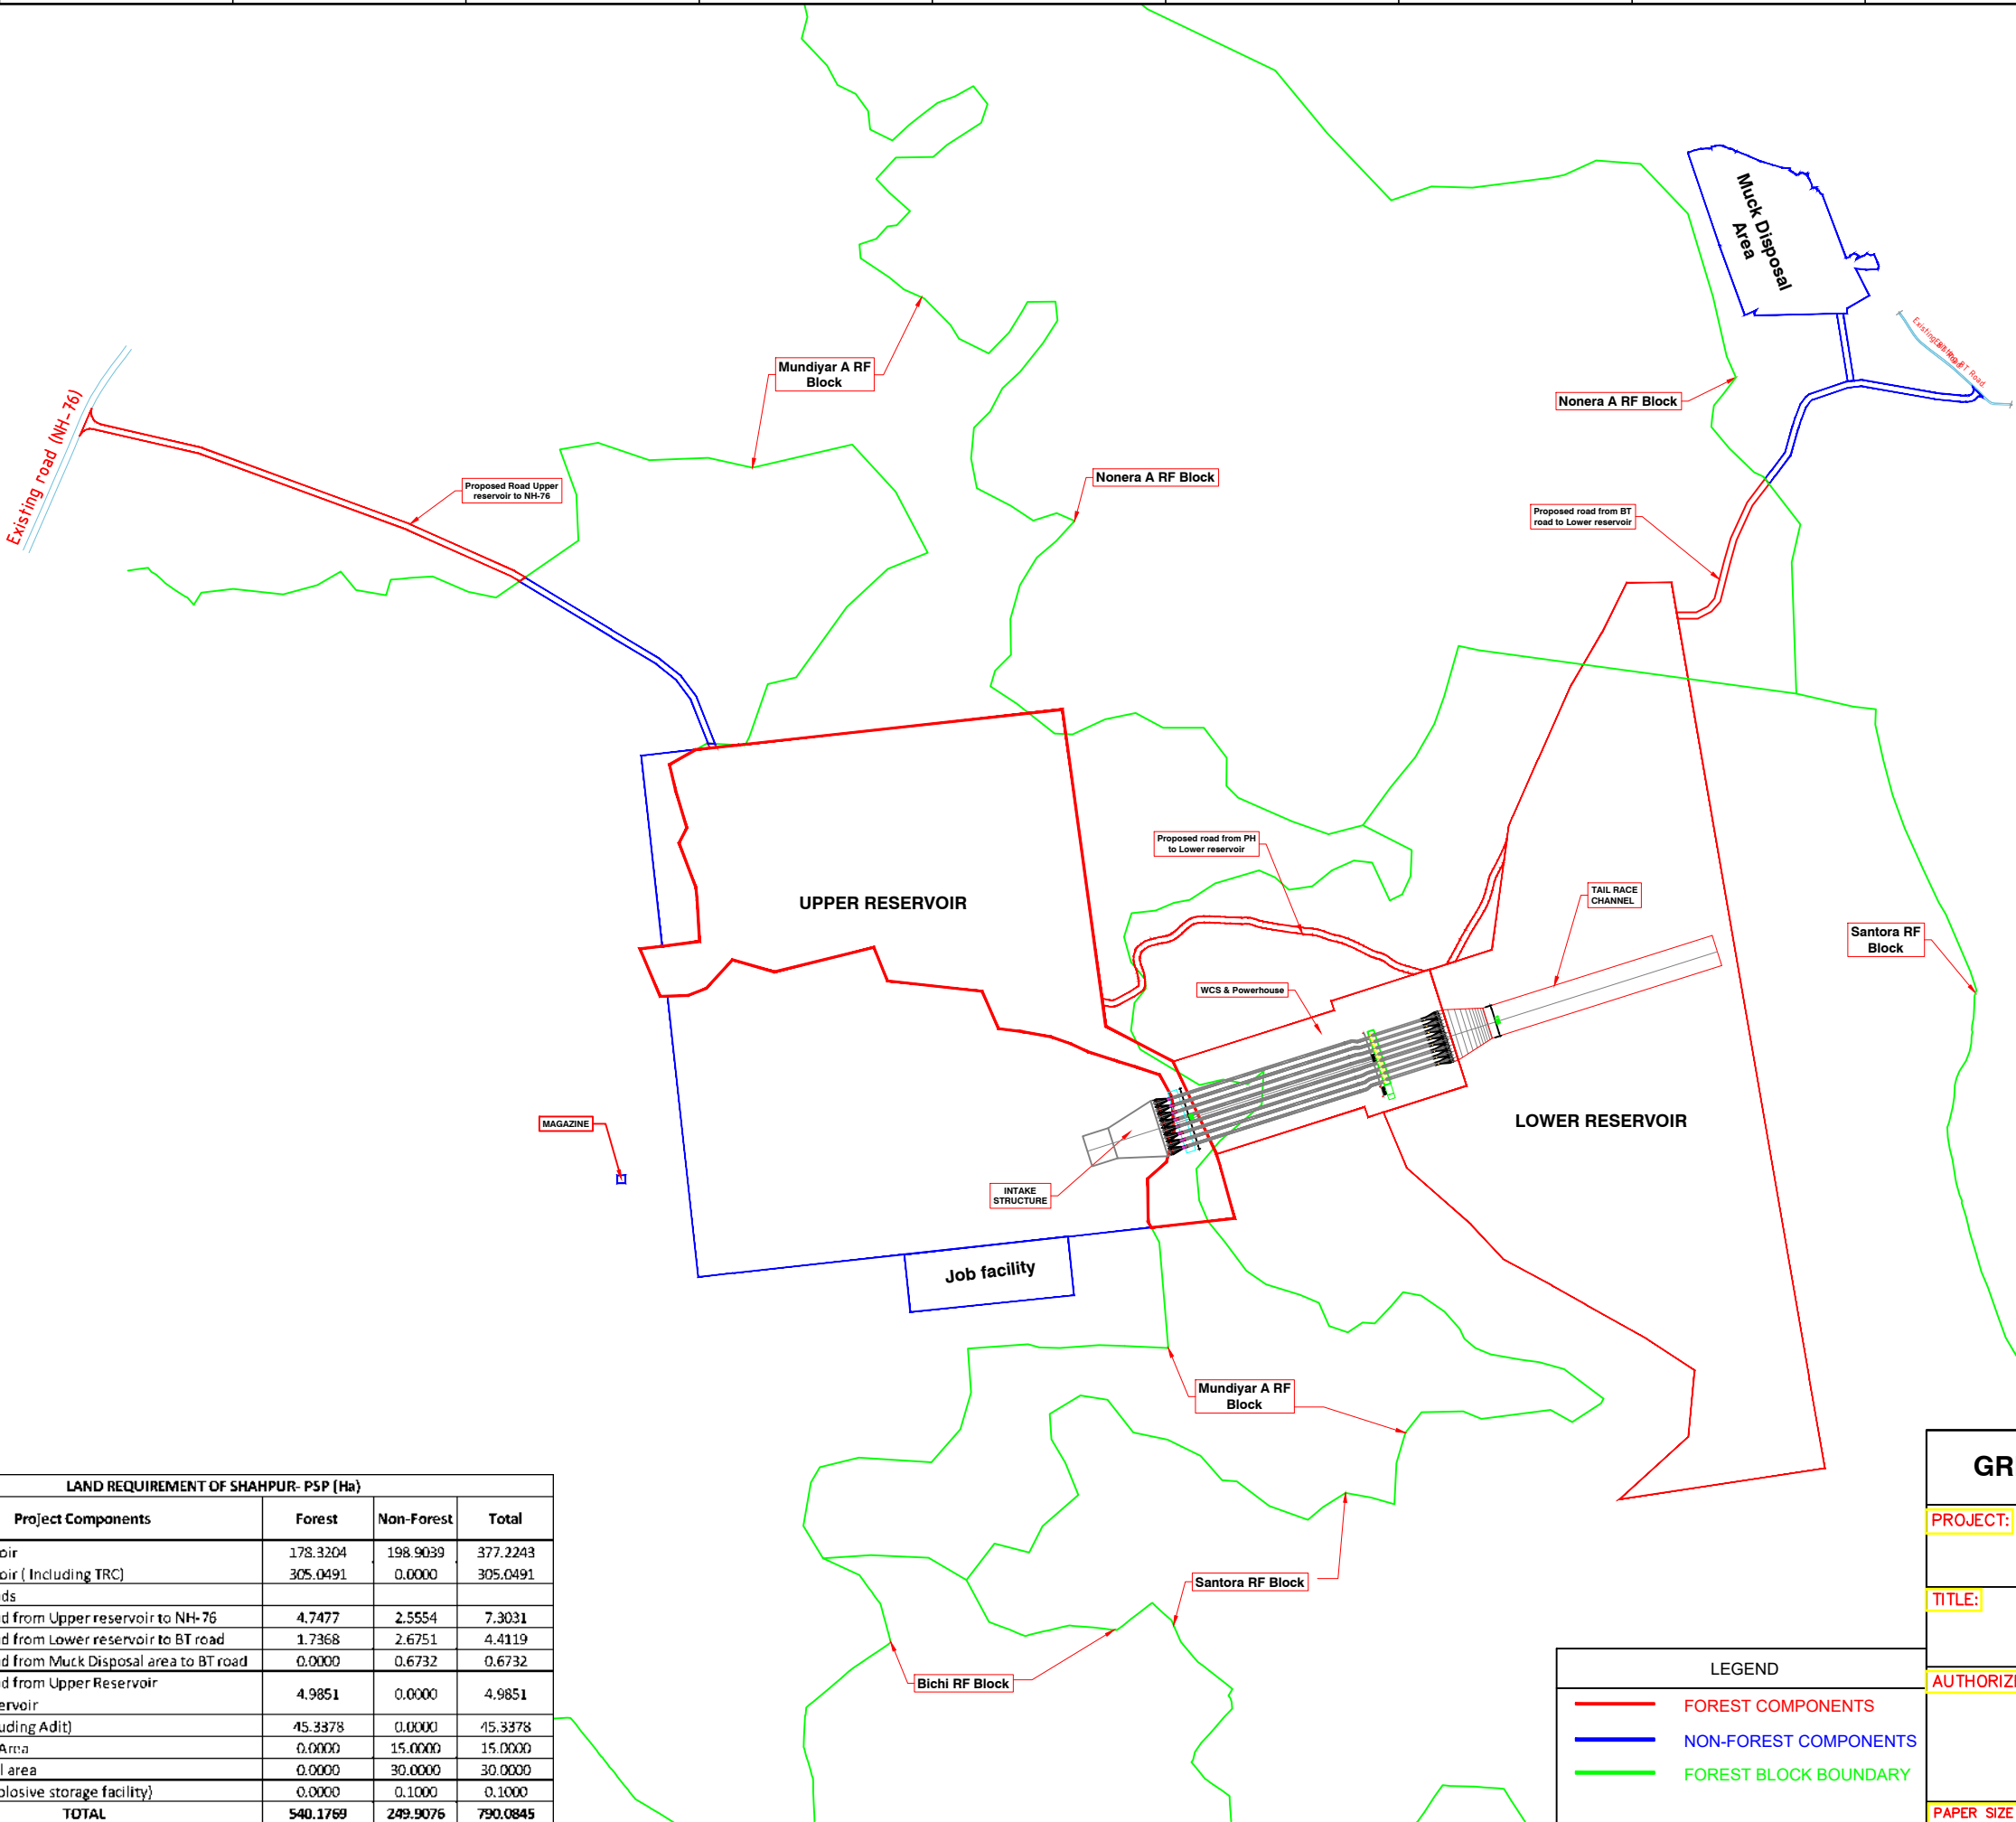 Muck Disposal
Area
Existing BT Road.
Mundiyar A RF
Block
Nonera A RF Block
Existing road (NH-76)
Nonera A RF Block
Proposed Road Upper
reservoir to NH-76
Proposed road from BT
road to Lower reservoir
Proposed road from PH
to Lower reservoir
TAIL RACE
CHANNEL
UPPER RESERVOIR
Santora RF
Block
WCS & Powerhouse
MAGAZINE
LOWER RESERVOIR
INTAKE
STRUCTURE
Job facility
Mundiyar A RF
Block
Santora RF Block
Bichi RF Block
LAND REQUIREMENT OF SHAHPUR- PSP (Ha)
Project Components Forest Non-Forest Total
oir 178.3204 198.9039 377.2243
oir ( Including TRC) 305.0491 0.0000 305.0491
ds
d from Upper reservoir to NH-76 4.7477 2.5554 7.3031
d from Lower reservoir to BT road 1.7368 2.6751 4.4119
d from Muck Disposal area to BT road 0.0000 0.6732 0.6732
d from Upper Reservoir
ervoir 4.9851 0.0000 4.9851
uding Adit) 45.3378 0.0000 45.3378
Area 0.0000 15.0000 15.0000
l area 0.0000 30.0000 30.0000
plosive storage facility) 0.0000 0.1000 0.1000
TOTAL 540.1769 249.9076 790.0845
LEGEND
FOREST COMPONENTS
NON-FOREST COMPONENTS
FOREST BLOCK BOUNDARY
GR
PROJECT:
TITLE:
AUTHORIZ
PAPER SIZE